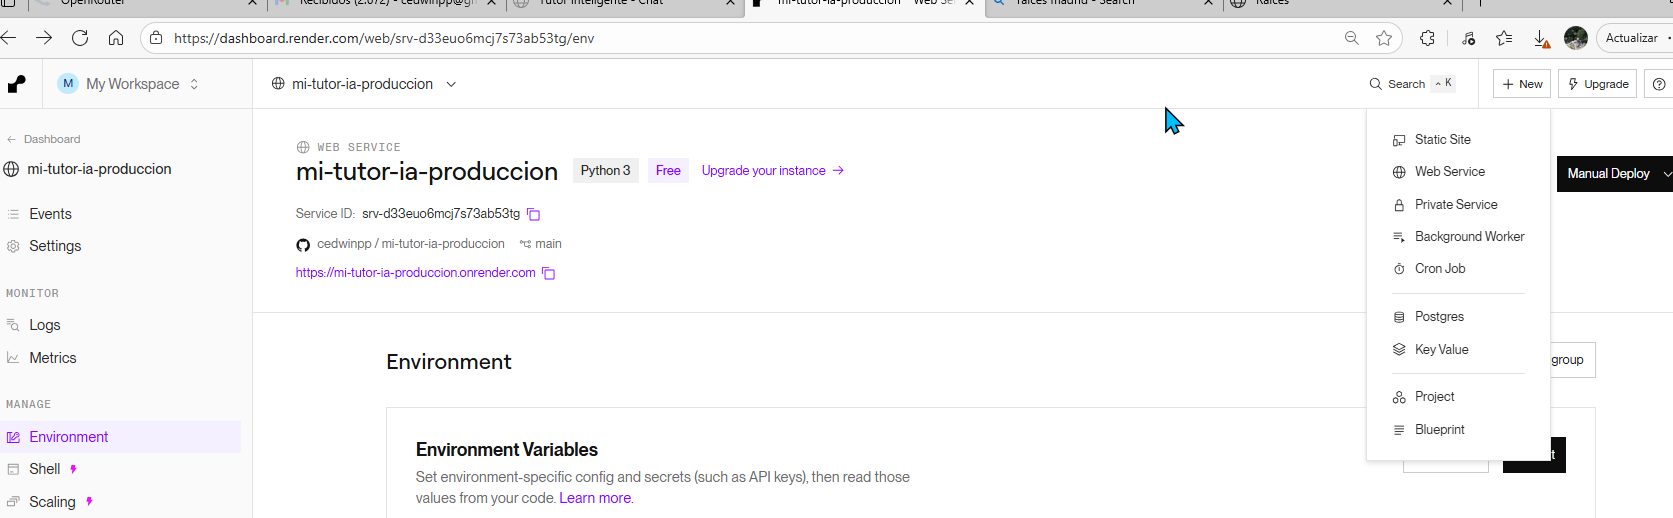 OpenRouter
Recibidos (2.072) - cedwinpp@g
Tutor Inteligente - Chat
mi-tutor-ia-produccion
Web Se
raices madrid - Search
Raíces
https://dashboard.render.com/web/srv-d33euo6mcj7s73ab53tg/env
Actualizar
M My Workspace
mi-tutor-ia-produccion
Search
K
+ New
Upgrade
← Dashboard
mi-tutor-ia-produccion
Events
Settings
MONITOR
Logs
Metrics
MANAGE
Environment
Shell
Scaling
WEB SERVICE
mi-tutor-ia-produccion Python 3 Free Upgrade your instance →
Service ID: srv-d33euo6mcj7s73ab53tg
cedwinpp / mi-tutor-ia-produccion main
https://mi-tutor-ia-produccion.onrender.com
Manual Deploy
Static Site
Web Service
Private Service
Background Worker
Cron Job
Postgres
Key Value
Project
Blueprint
Environment
group
Environment Variables
Set environment-specific config and secrets (such as API keys), then read those
values from your code. Learn more.
t